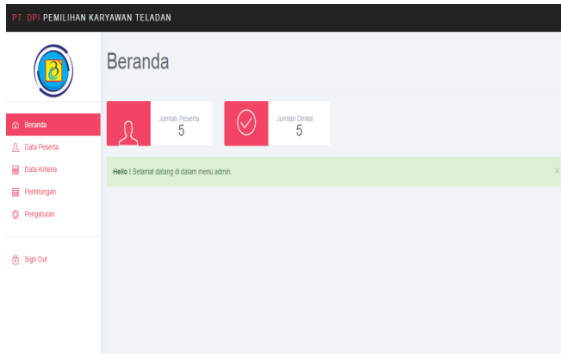 PT. DPI PEMILIHAN KARYAWAN TELADAN
Beranda
Jumlah Peserta
5
Jumlah Dinilai
5
Hello ! Selamat datang di dalam menu admin.
x
Beranda
Data Peserta
Data Kriteria
Perhitungan
Pengaturan
Sign Out